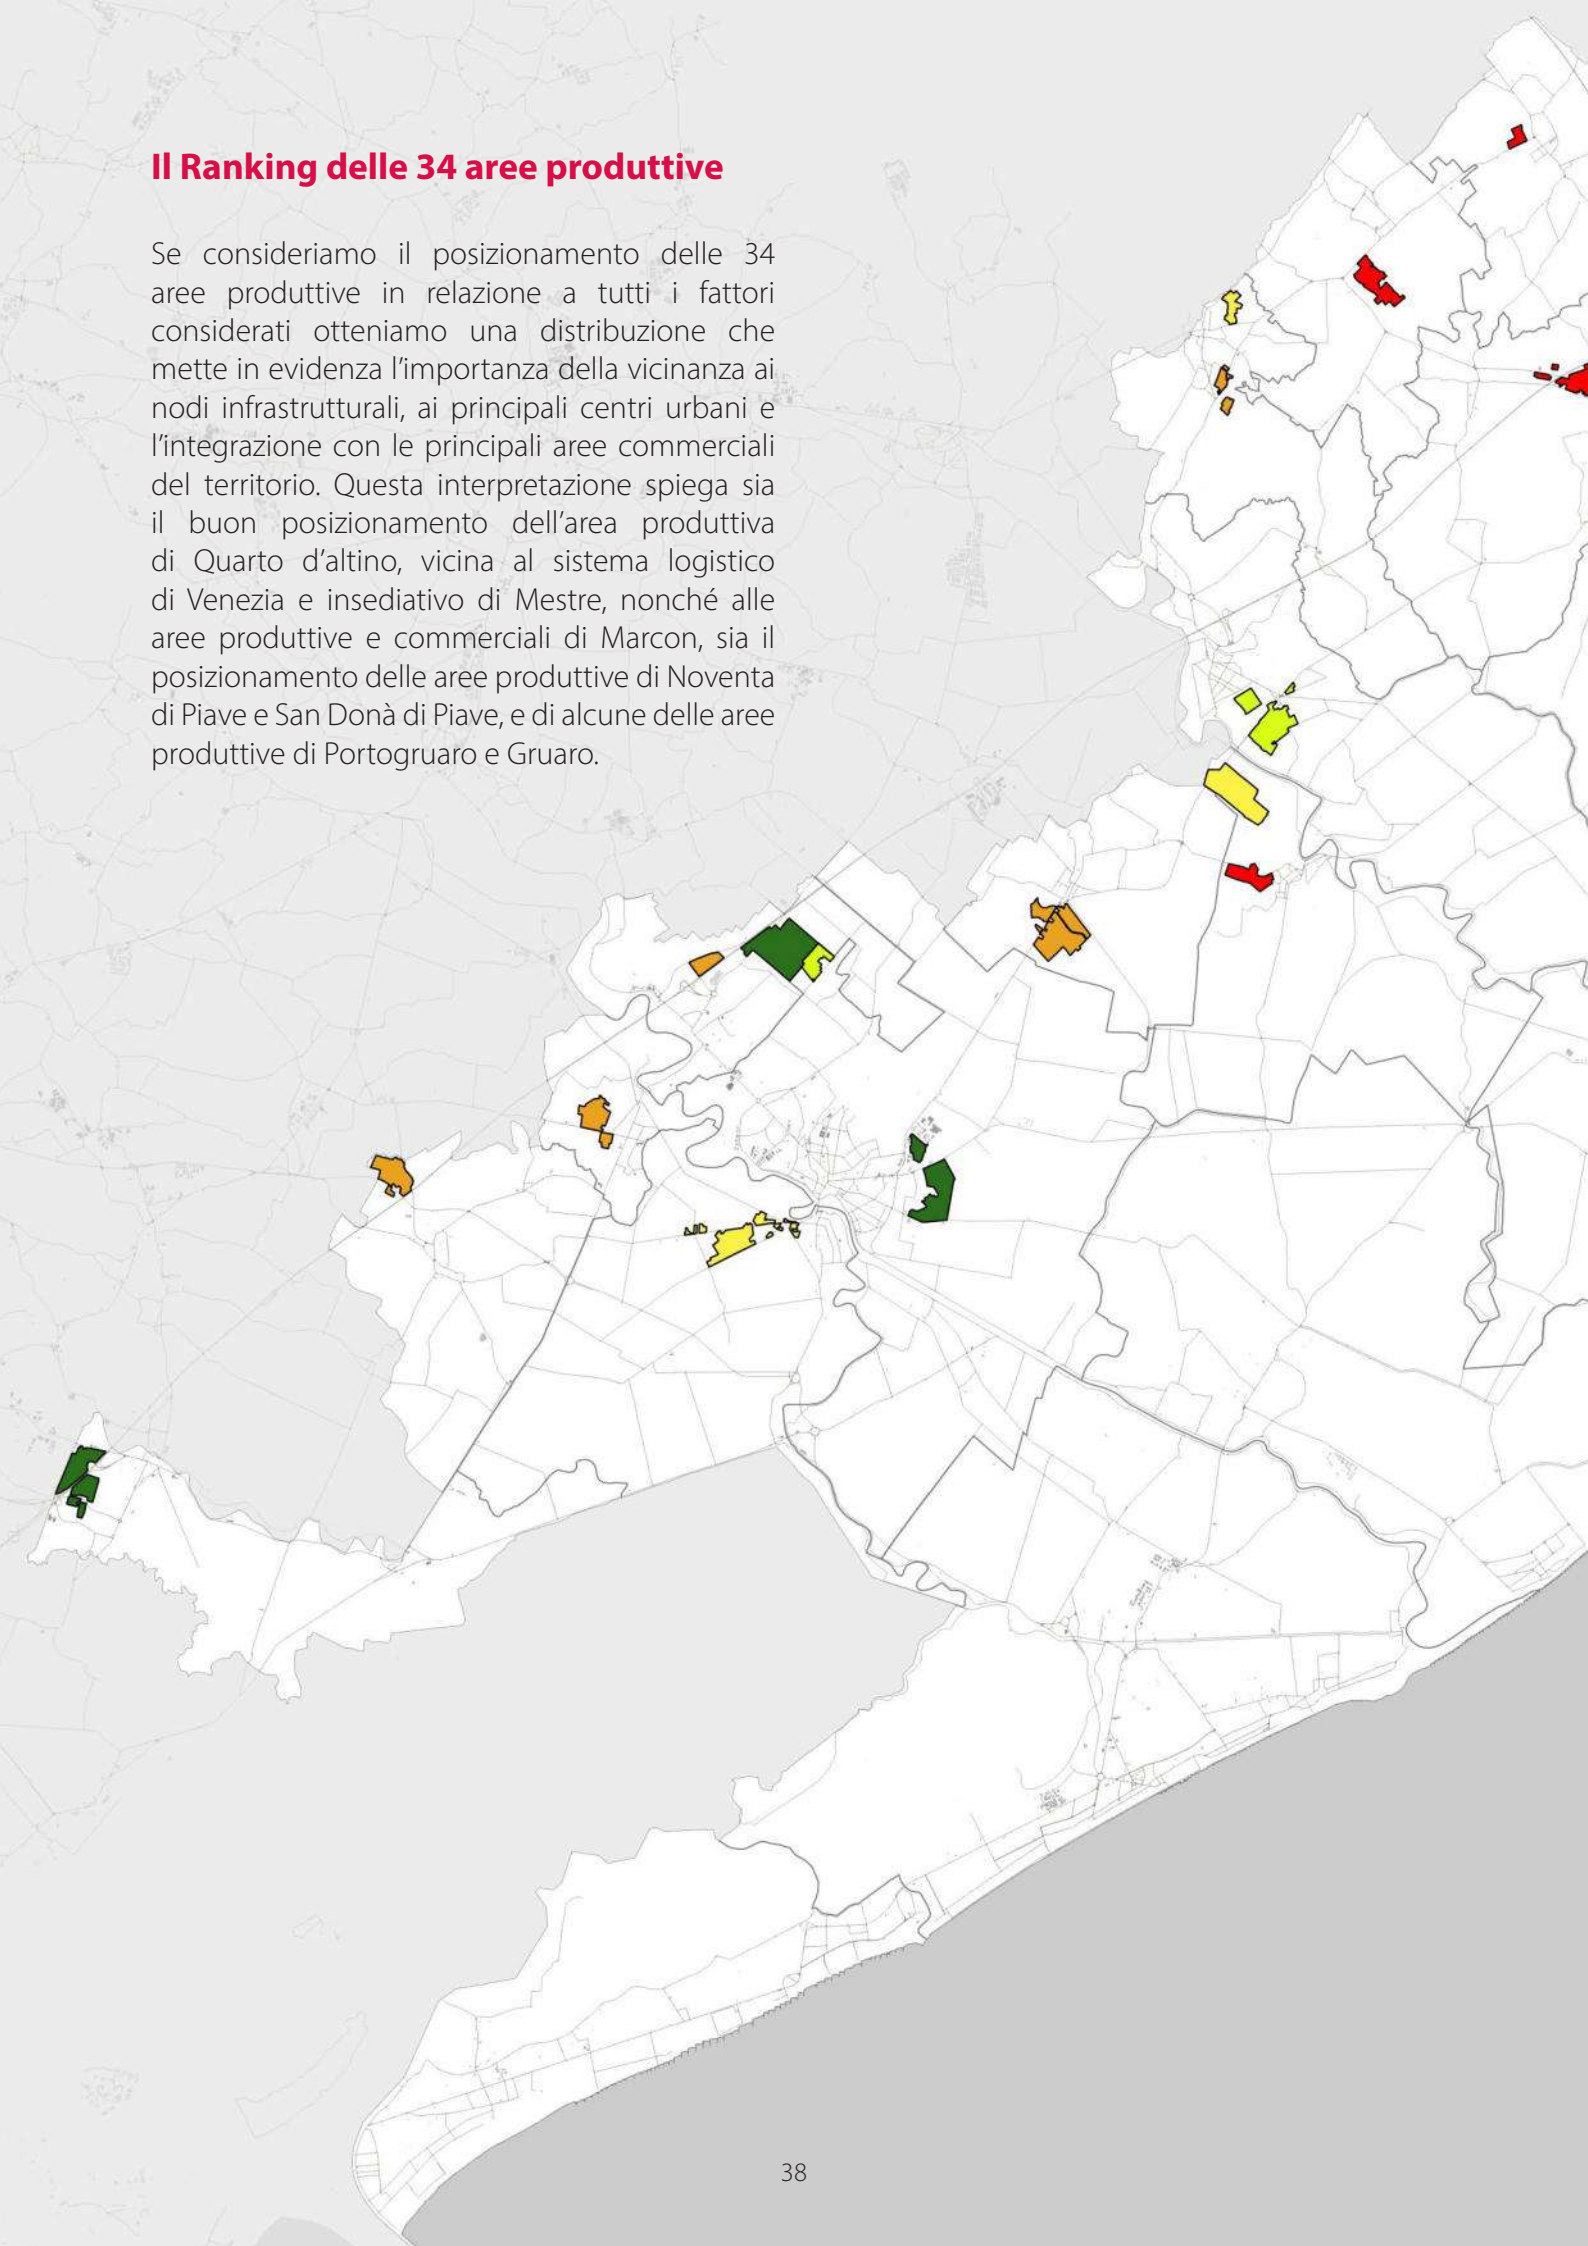 Il Ranking delle 34 aree produttive
Se consideriamo il posizionamento delle 34
aree produttive in relazione a tutti i fattori
considerati otteniamo una distribuzione che
mette in evidenza l’importanza della vicinanza ai
nodi infrastrutturali, ai principali centri urbani e
l’integrazione con le principali aree commerciali
del territorio. Questa interpretazione spiega sia
il buon posizionamento dell’area produttiva
di Quarto d’altino, vicina al sistema logistico
di Venezia e insediativo di Mestre, nonché alle
aree produttive e commerciali di Marcon, sia il
posizionamento delle aree produttive di Noventa
di Piave e San Donà di Piave, e di alcune delle aree
produttive di Portogruaro e Gruaro.
38